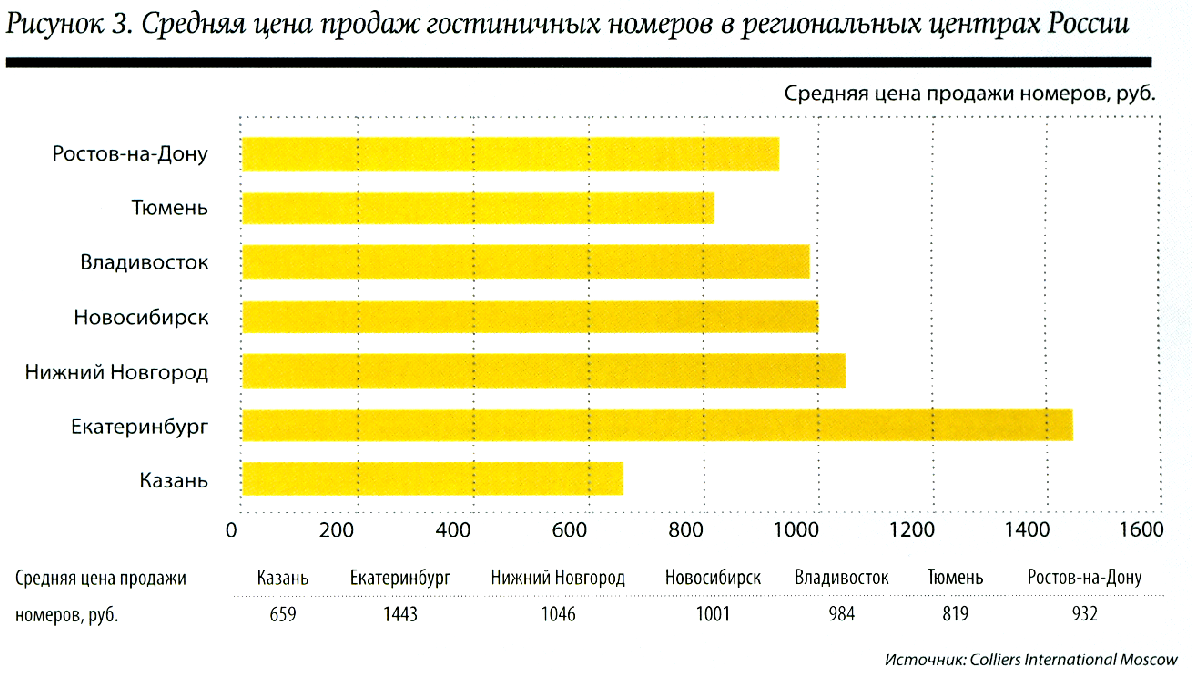 Рисунок 3. Средняя цена продаж гостиничных номеров в региональных центрах России
Средняя цена продажи номеров, руб.
Ростов-на-Дону
Тюмень
Владивосток
Новосибирск
Нижний Новгород
Екатеринбург
Казань
0 200 400 600 800 1000 1200 1400 1600
Средняя цена продажи Казань Екатеринбург Нижний Новгород Новосибирск Владивосток Тюмень Ростов-на-Дону
номеров, руб. 659 1443 1046 1001 984 819 932
Источник: Colliers International Moscow